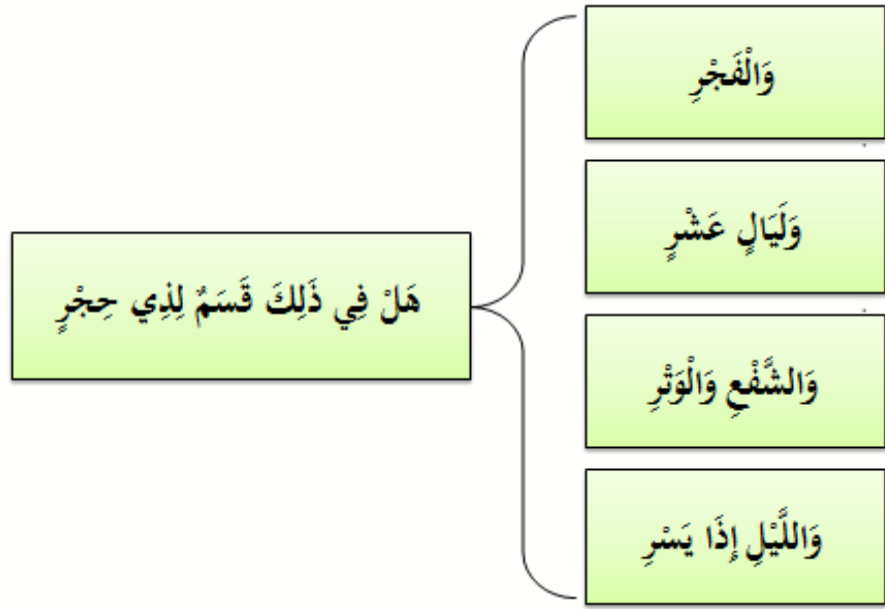 وَالْفَجْرِ
وَلَيَالٍ عَشْرٍ
وَالشَّفْعِ وَالْوَتْرِ
وَاللَّيْلِ إِذَا يَسْرِ
هَلْ فِي ذَلِكَ قَسَمٌ لِذِي حِجْرٍ